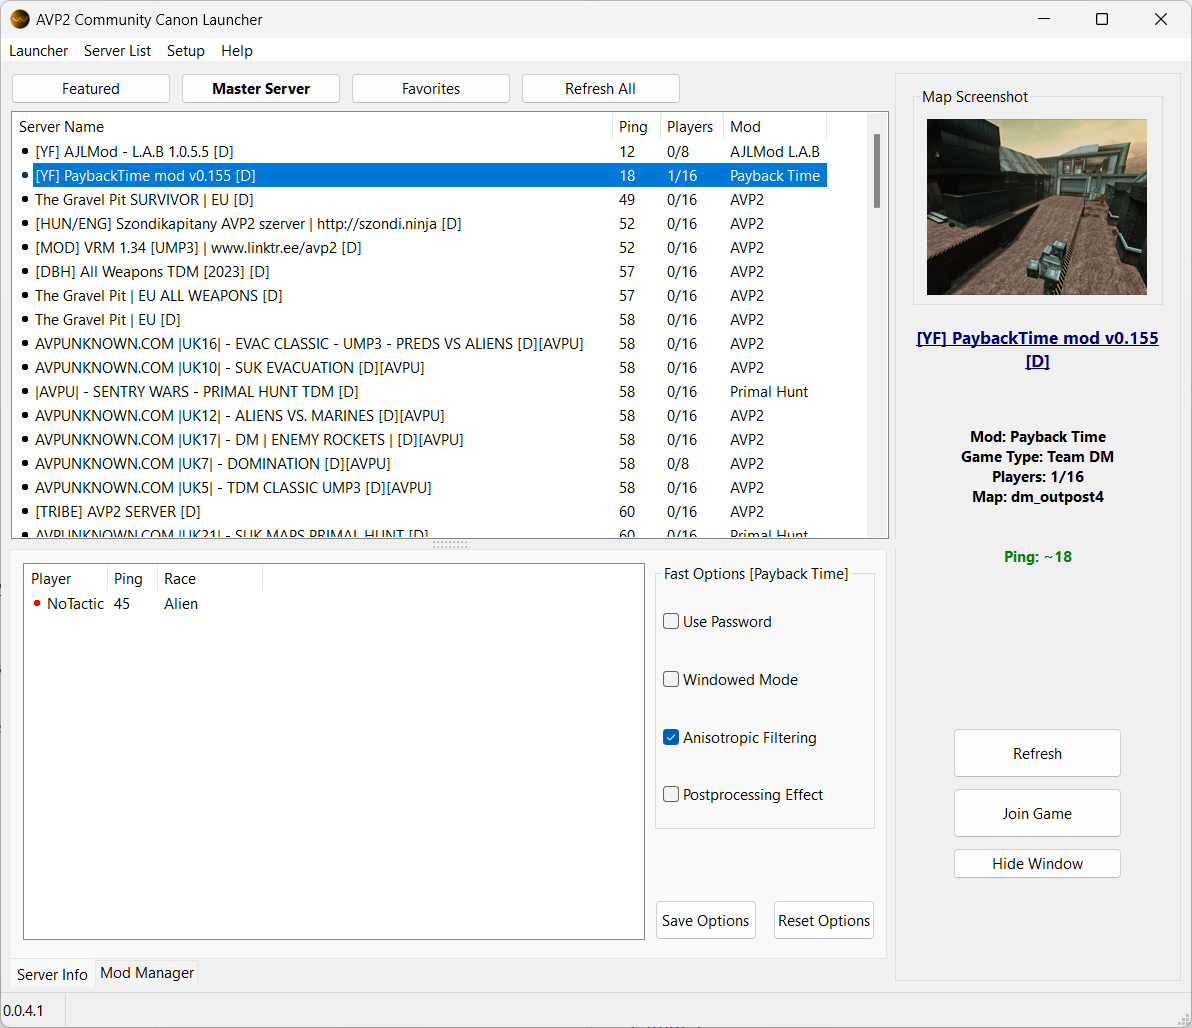 AVP2 Community Canon Launcher
Launcher Server List Setup Help
Featured Master Server Favorites Refresh All
Server Name Ping Players Mod
[YF] AJLMod - L.A.B 1.0.5.5 [D] 12 0/8 AJLMod L.A.B
[YF] PaybackTime mod v0.155 [D] 18 1/16 Payback Time
The Gravel Pit SURVIVOR | EU [D] 49 0/16 AVP2
[HUN/ENG] Szondikapitany AVP2 szerver | http://szondi.ninja [D] 52 0/16 AVP2
[MOD] VRM 1.34 [UMP3] | www.linktr.ee/avp2 [D] 52 0/16 AVP2
[DBH] All Weapons TDM [2023] [D] 57 0/16 AVP2
The Gravel Pit | EU ALL WEAPONS [D] 57 0/16 AVP2
The Gravel Pit | EU [D] 58 0/16 AVP2
AVPUNKNOWN.COM |UK16| - EVAC CLASSIC - UMP3 - PREDS VS ALIENS [D][AVPU] 58 0/16 AVP2
AVPUNKNOWN.COM |UK10| - SUK EVACUATION [D][AVPU] 58 0/16 AVP2
|AVPU| - SENTRY WARS - PRIMAL HUNT TDM [D] 58 0/16 Primal Hunt
AVPUNKNOWN.COM |UK12| - ALIENS VS. MARINES [D][AVPU] 58 0/16 AVP2
AVPUNKNOWN.COM |UK17| - DM | ENEMY ROCKETS | [D][AVPU] 58 0/16 AVP2
AVPUNKNOWN.COM |UK7| - DOMINATION [D][AVPU] 58 0/8 AVP2
AVPUNKNOWN.COM |UK5| - TDM CLASSIC UMP3 [D][AVPU] 58 0/16 AVP2
[TRIBE] AVP2 SERVER [D] 60 0/16 AVP2
AVPUNKNOWN.COM |UK21| - SUK MAPS PRIMAL HUNT [D] 60 0/16 Primal Hunt
Map Screenshot
[YF] PaybackTime mod v0.155
[D]
Mod: Payback Time
Game Type: Team DM
Players: 1/16
Map: dm_outpost4
Ping: ~18
Refresh
Join Game
Hide Window
Player Ping Race
NoTactic 45 Alien
Fast Options [Payback Time]
Use Password
Windowed Mode
Anisotropic Filtering
Postprocessing Effect
Save Options Reset Options
Server Info Mod Manager
0.0.4.1